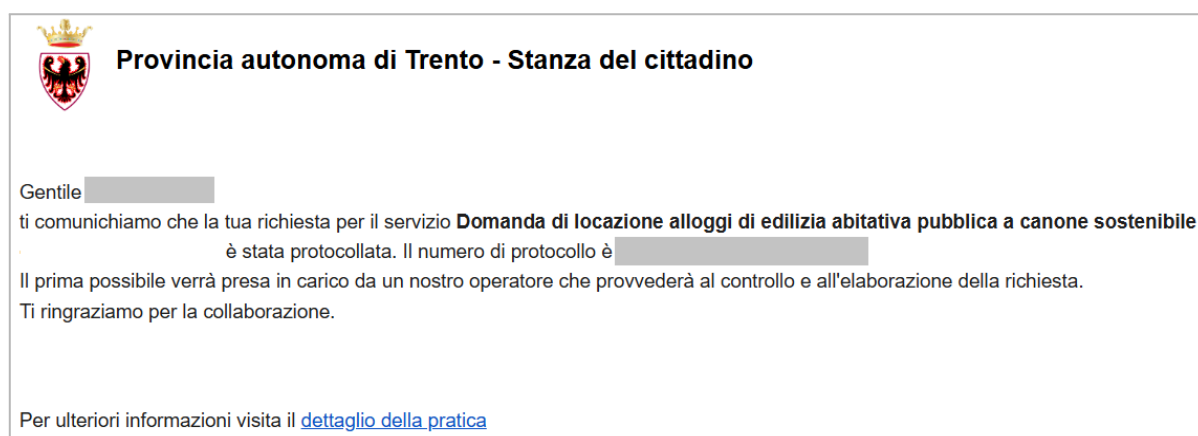 Provincia autonoma di Trento - Stanza del cittadino
Gentile
ti comunichiamo che la tua richiesta per il servizio Domanda di locazione alloggi di edilizia abitativa pubblica a canone sostenibile
è stata protocollata. Il numero di protocollo è
Il prima possibile verrà presa in carico da un nostro operatore che provvederà al controllo e all'elaborazione della richiesta.
Ti ringraziamo per la collaborazione.
Per ulteriori informazioni visita il dettaglio della pratica